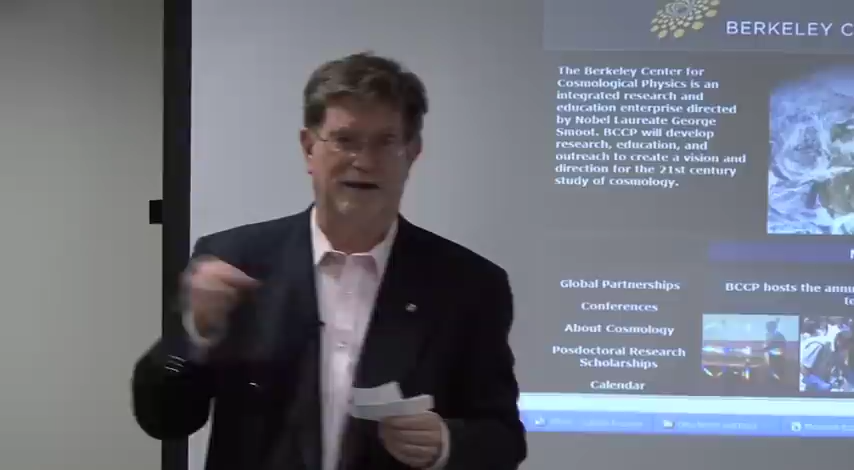 BERKELEY C
The Berkeley Center for
Cosmological Physics is an
integrated research and
education enterprise directed
by Nobel Laureate George
Smoot. BCCP will develop
research, education, and
outreach to create a vision and
direction for the 21st century
study of cosmology.
Global Partnerships
Conferences
About Cosmology
Postdoctoral Research
Scholarships
Calendar
BCCP hosts the annu